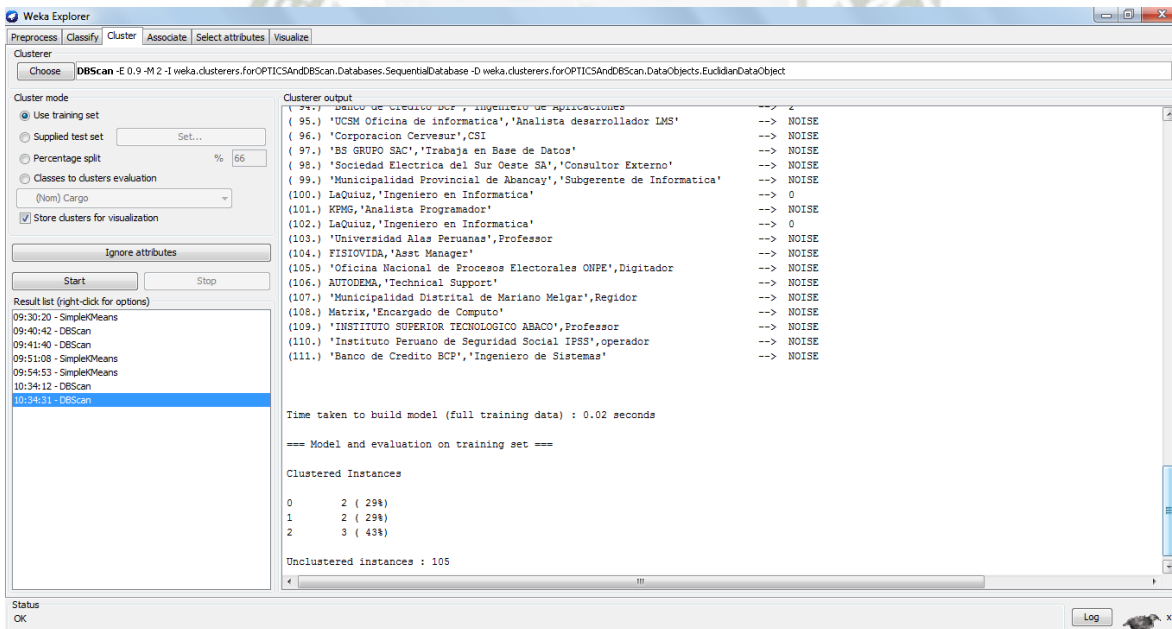 Weka Explorer
Preprocess Classify Cluster Associate Select attributes Visualize
Clusterer
Choose DBScan -E 0.9 -M 2 -I weka.clusterers.forOPTICSAndDBScan.Databases.SequentialDatabase -D weka.clusterers.forOPTICSAndDBScan.DataObjects.EuclidianDataObject
Cluster mode
Use training set
Supplied test set Set...
Percentage split % 66
Classes to clusters evaluation
(Nom) Cargo
Store clusters for visualization
Ignore attributes
Start Stop
Result list (right-click for options)
09:30:20 - SimpleKMeans
09:40:42 - DBScan
09:41:40 - DBScan
09:51:08 - SimpleKMeans
09:54:53 - SimpleKMeans
10:34:12 - DBScan
10:34:31 - DBScan
Clusterer output
( 94.) 'Banco de Credito BCP','Ingeniero de Aplicaciones' --> 2
( 95.) 'UCSM Oficina de informatica','Analista desarrollador LMS' --> NOISE
( 96.) 'Corporacion Cervesur',CSI --> NOISE
( 97.) 'BS GRUPO SAC','Trabaja en Base de Datos' --> NOISE
( 98.) 'Sociedad Electrica del Sur Oeste SA','Consultor Externo' --> NOISE
( 99.) 'Municipalidad Provincial de Abancay','Subgerente de Informatica' --> NOISE
(100.) LaQuiuz,'Ingeniero en Informatica' --> 0
(101.) KPMG,'Analista Programador' --> NOISE
(102.) LaQuiuz,'Ingeniero en Informatica' --> 0
(103.) 'Universidad Alas Peruanas',Professor --> NOISE
(104.) FISIOVIDA,'Asst Manager' --> NOISE
(105.) 'Oficina Nacional de Procesos Electorales ONPE',Digitador --> NOISE
(106.) AUTODEMA,'Technical Support' --> NOISE
(107.) 'Municipalidad Distrital de Mariano Melgar',Regidor --> NOISE
(108.) Matrix,'Encargado de Computo' --> NOISE
(109.) 'INSTITUTO SUPERIOR TECNOLOGICO ABACO',Professor --> NOISE
(110.) 'Instituto Peruano de Seguridad Social IPSS',operador --> NOISE
(111.) 'Banco de Credito BCP','Ingeniero de Sistemas' --> NOISE
Time taken to build model (full training data) : 0.02 seconds
=== Model and evaluation on training set ===
Clustered Instances
0 2 ( 29%)
1 2 ( 29%)
2 3 ( 43%)
Unclustered instances : 105
Status
OK
Log x